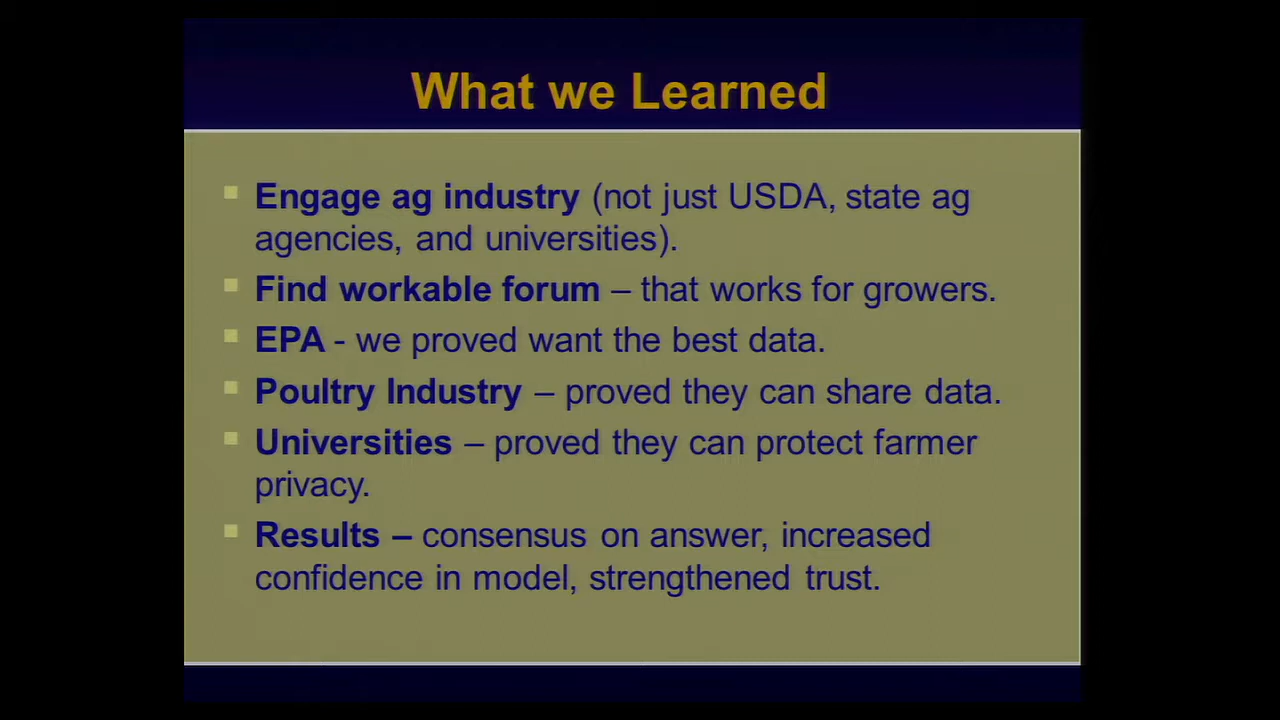 What we Learned
Engage ag industry (not just USDA, state ag
agencies, and universities).
Find workable forum – that works for growers.
EPA - we proved want the best data.
Poultry Industry – proved they can share data.
Universities – proved they can protect farmer
privacy.
Results – consensus on answer, increased
confidence in model, strengthened trust.